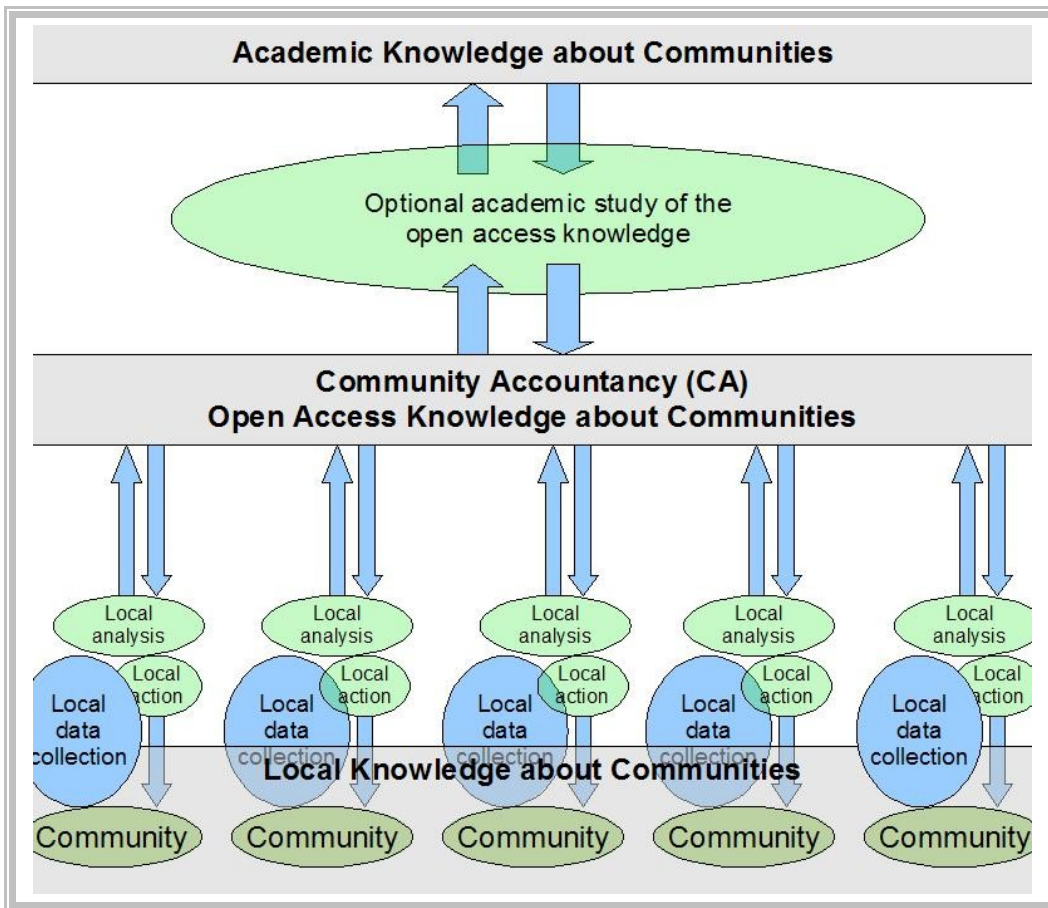 Academic Knowledge about Communities
Optional academic study of the
open access knowledge
Community Accountancy (CA)
Open Access Knowledge about Communities
Local
analysis
Local
analysis
Local
analysis
Local
analysis
Local
analysis
Local
action
Local
action
Local
action
Local
action
Local
action
Local
data
collection
Local
data
collection
Local
data
collection
Local
data
collection
Local
data
collection
Local Knowledge about Communities
Community
Community
Community
Community
Community